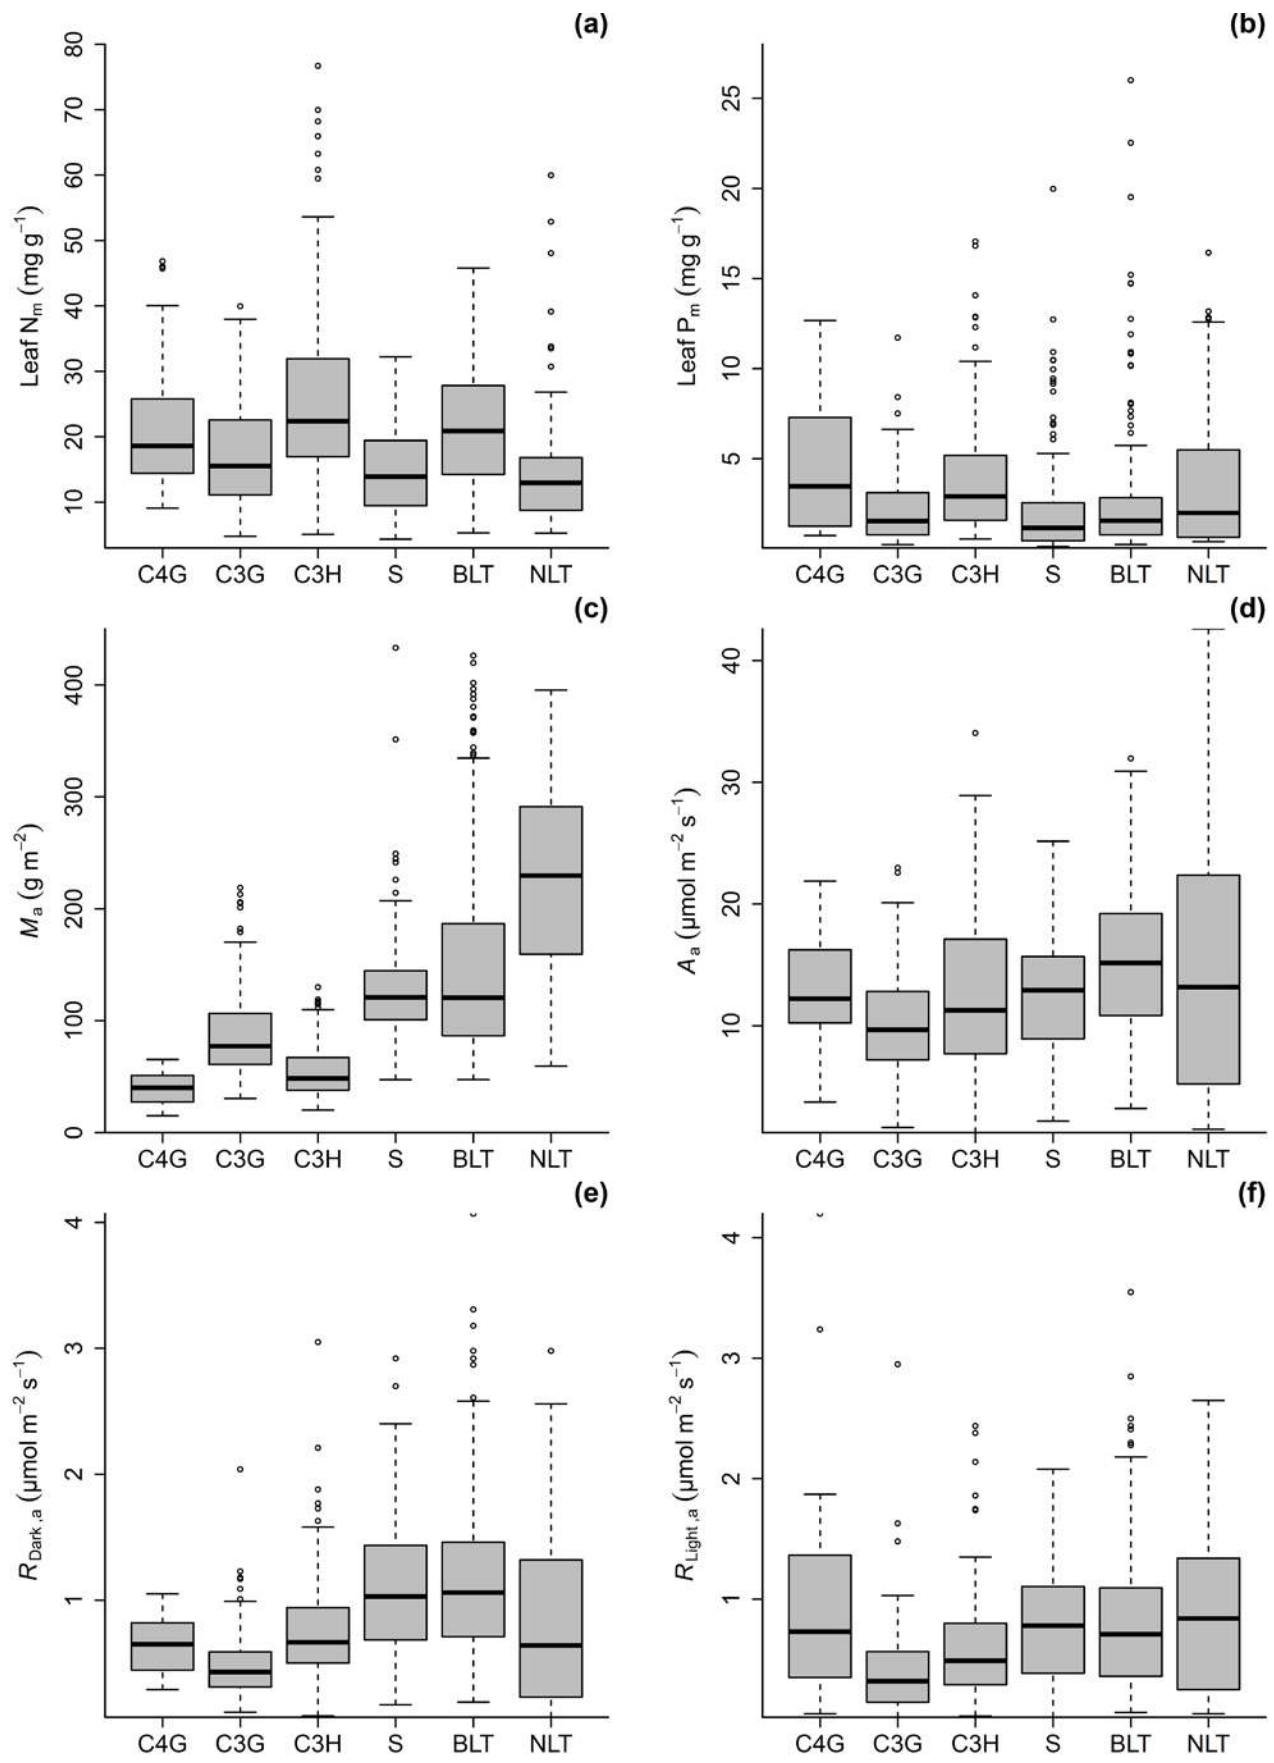 (a)
80
70
60
50
40
30
20
10
Leaf Nm (mg g−1)
C4G C3G C3H S BLT NLT
(b)
25
20
15
10
5
Leaf Pm (mg g−1)
C4G C3G C3H S BLT NLT
(c)
400
300
200
100
0
Ma (g m−2)
C4G C3G C3H S BLT NLT
(d)
40
30
20
10
Aa (μmol m−2 s−1)
C4G C3G C3H S BLT NLT
(e)
4
3
2
1
RDark,a (μmol m−2 s−1)
C4G C3G C3H S BLT NLT
(f)
4
3
2
1
RLight,a (μmol m−2 s−1)
C4G C3G C3H S BLT NLT